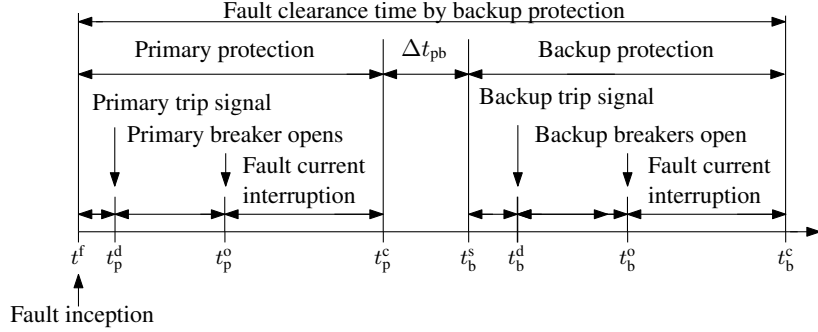 Fault clearance time by backup protection
Primary protection
Δt_pb
Backup protection
Primary trip signal
Backup trip signal
Primary breaker opens
Backup breakers open
Fault current
interruption
Fault current
interruption
t^f t_p^d t_p^o t_p^c t_b^s t_b^d t_b^o t_b^c
Fault inception